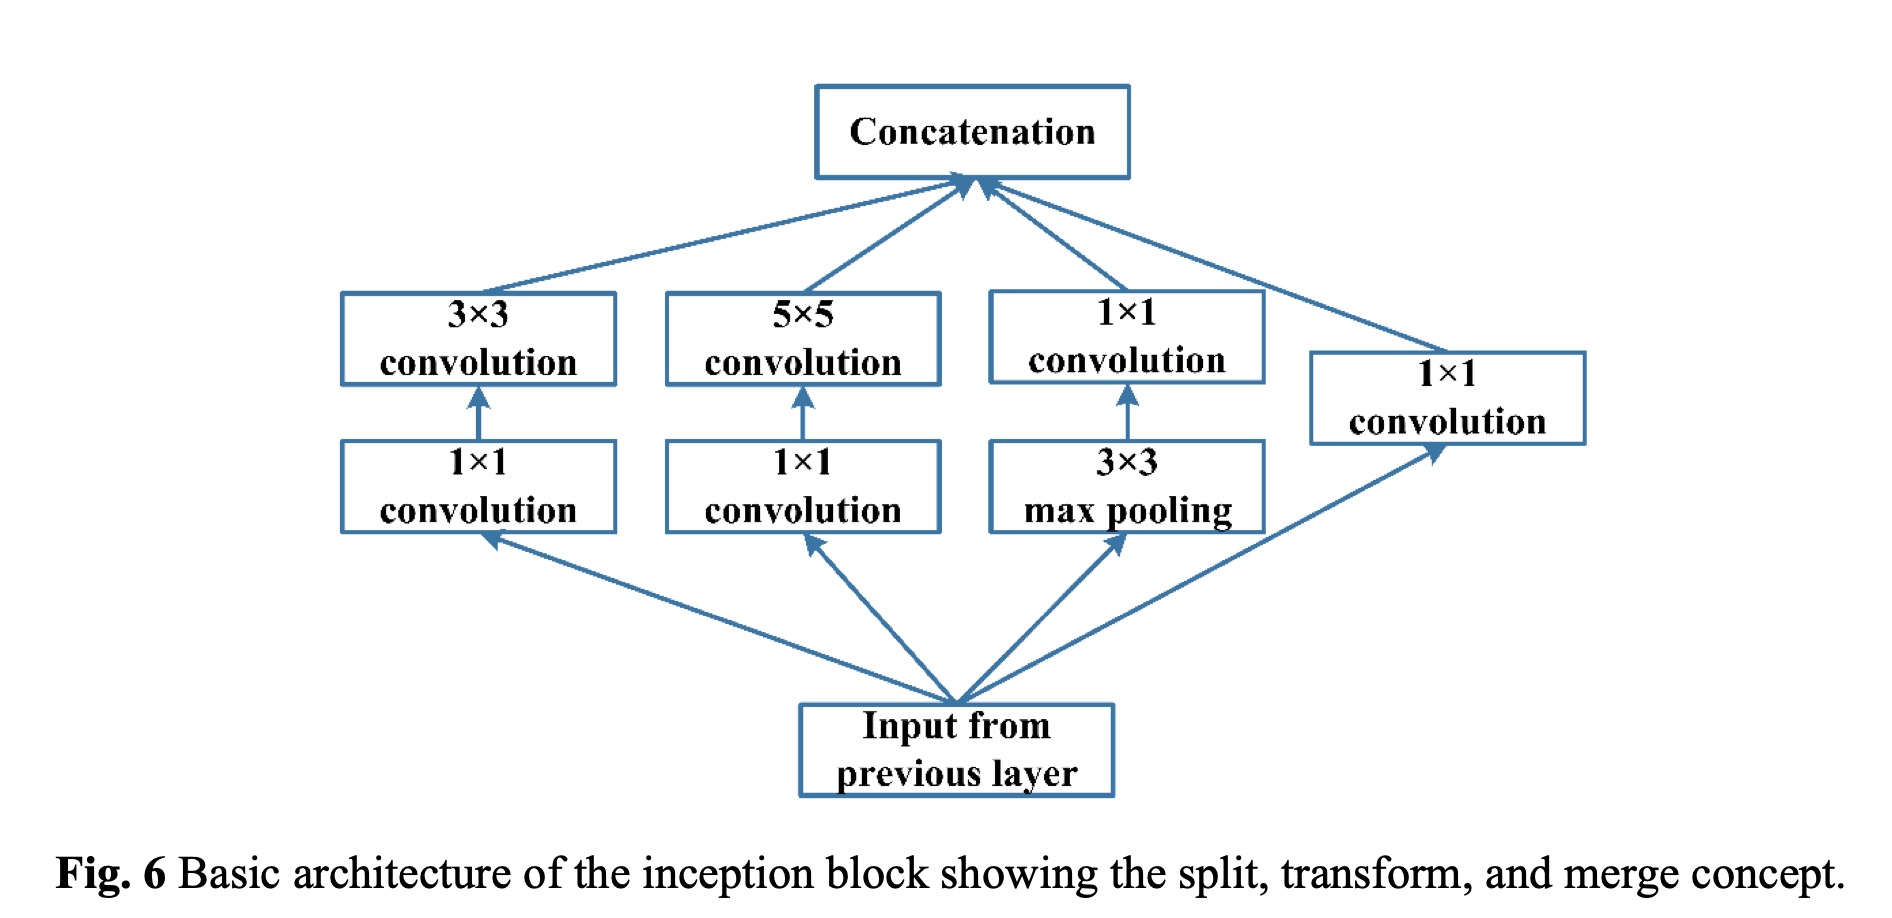 Concatenation
3×3
convolution
5×5
convolution
1×1
convolution
1×1
convolution
1×1
convolution
1×1
convolution
3×3
max pooling
Input from
previous layer
Fig. 6 Basic architecture of the inception block showing the split, transform, and merge concept.